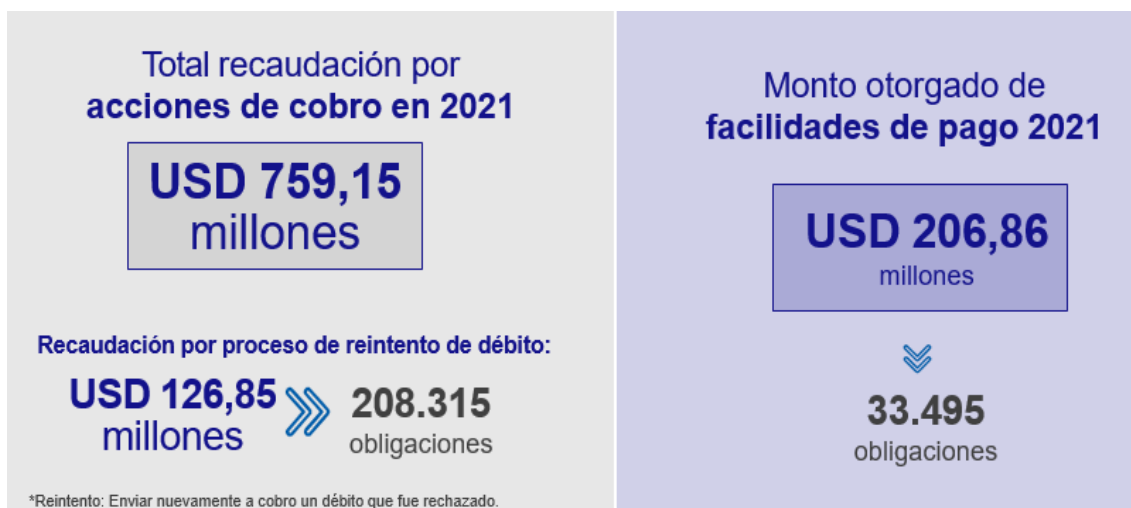 Total recaudación por
acciones de cobro en 2021
USD 759,15
millones
Recaudación por proceso de reintento de débito:
USD 126,85
millones
208.315
obligaciones
*Reintento: Enviar nuevamente a cobro un débito que fue rechazado.
Monto otorgado de
facilidades de pago 2021
USD 206,86
millones
33.495
obligaciones